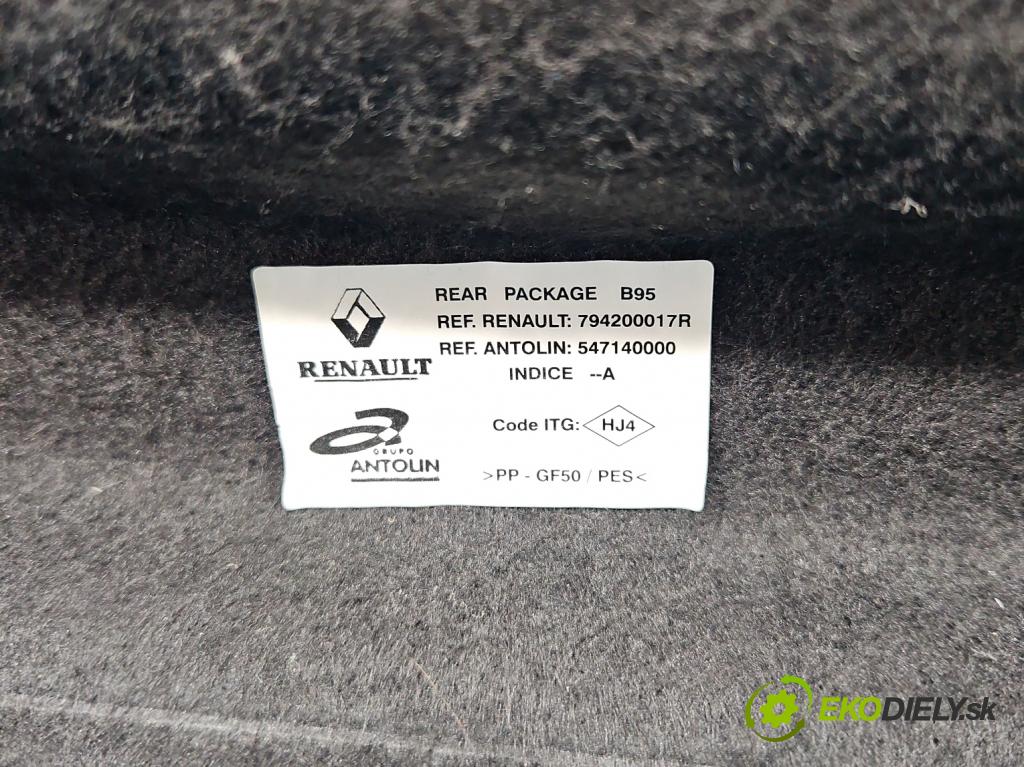 REAR PACKAGE B95
REF. RENAULT: 794200017R
REF. ANTOLIN: 547140000
INDICE --A
RENAULT
Code ITG: HJ4
GRUPO
ANTOLIN
>PP - GF50 / PES<
EKODIELY.sk